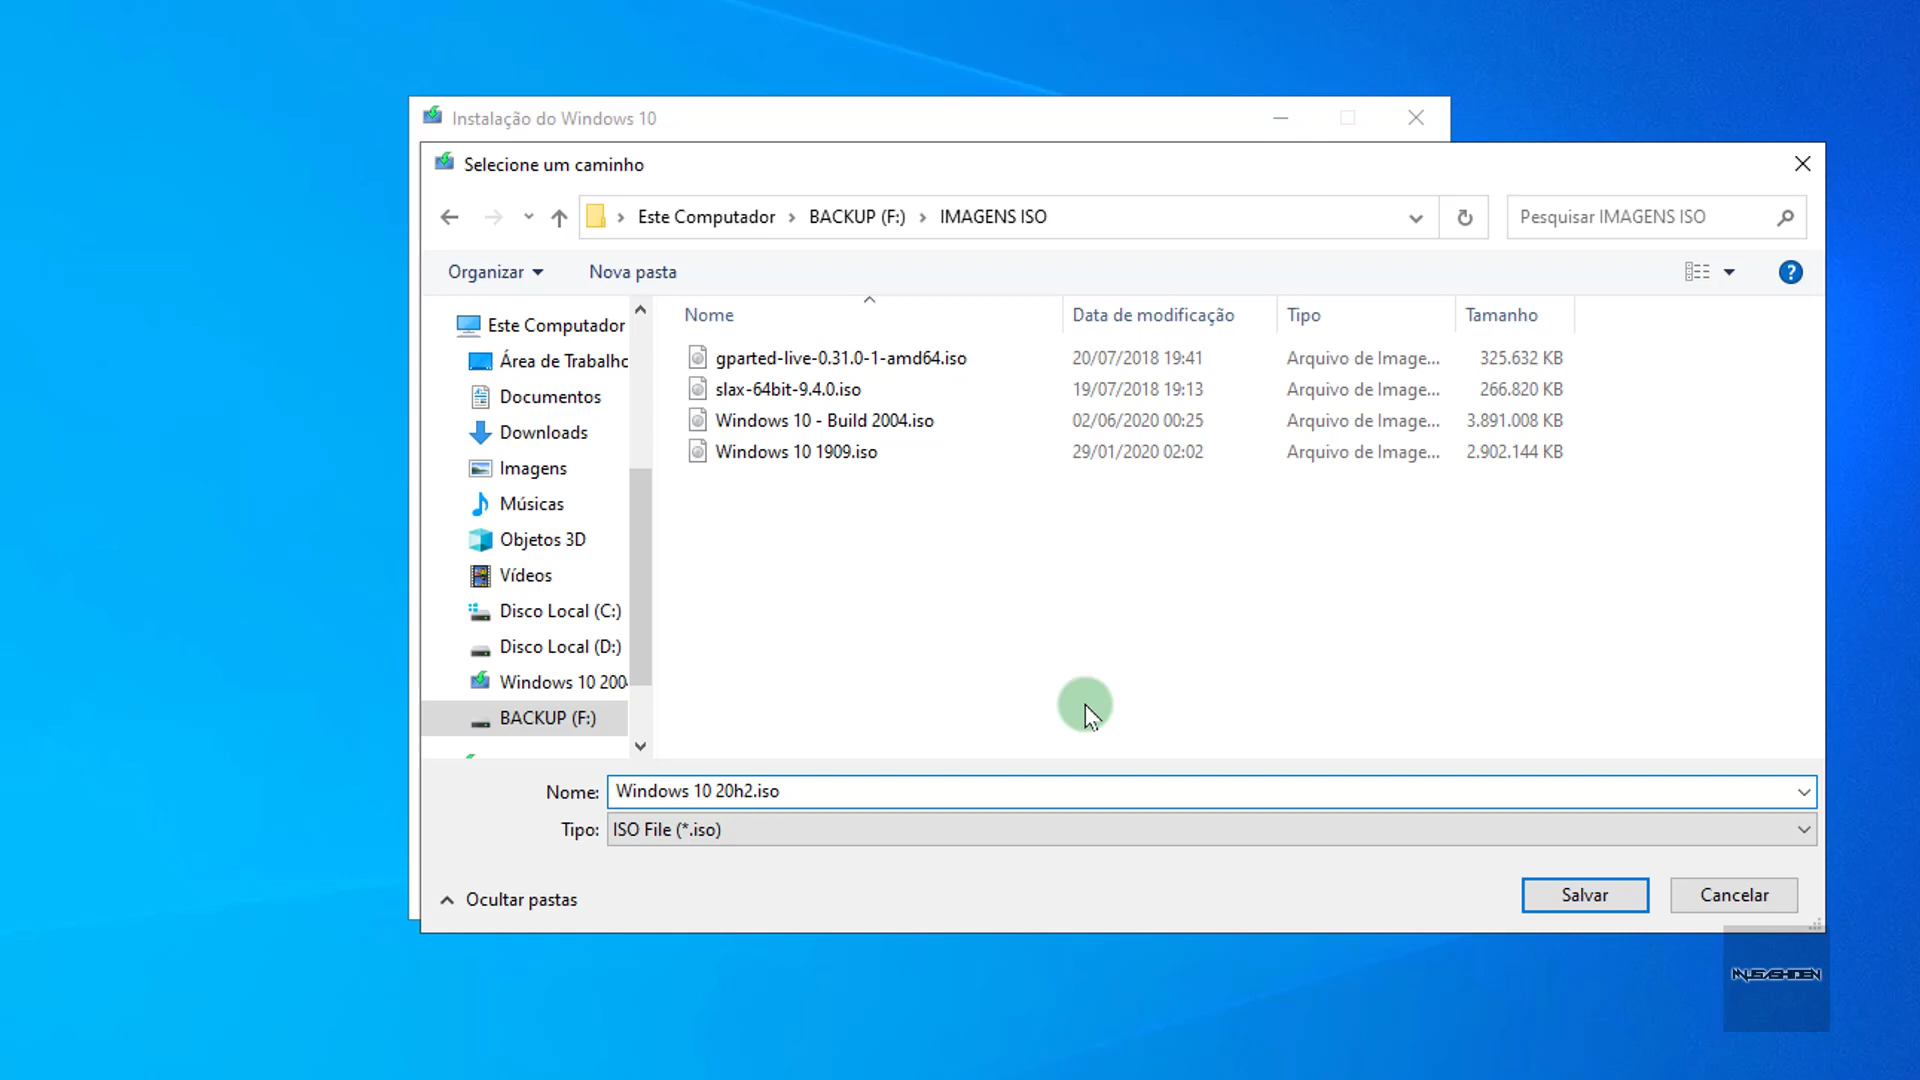 Instalação do Windows 10
Selecione um caminho
Este Computador
BACKUP (F:)
IMAGENS ISO
Pesquisar IMAGENS ISO
Organizar
Nova pasta
Este Computador
Área de Trabalho
Documentos
Downloads
Imagens
Músicas
Objetos 3D
Vídeos
Disco Local (C:)
Disco Local (D:)
Windows 10 200
BACKUP (F:)
Nome Data de modificação Tipo Tamanho
gparted-live-0.31.0-1-amd64.iso 20/07/2018 19:41 Arquivo de Image... 325.632 KB
slax-64bit-9.4.0.iso 19/07/2018 19:13 Arquivo de Image... 266.820 KB
Windows 10 - Build 2004.iso 02/06/2020 00:25 Arquivo de Image... 3.891.008 KB
Windows 10 1909.iso 29/01/2020 02:02 Arquivo de Image... 2.902.144 KB
Nome: Windows 10 20h2.iso
Tipo: ISO File (*.iso)
Ocultar pastas
Salvar
Cancelar